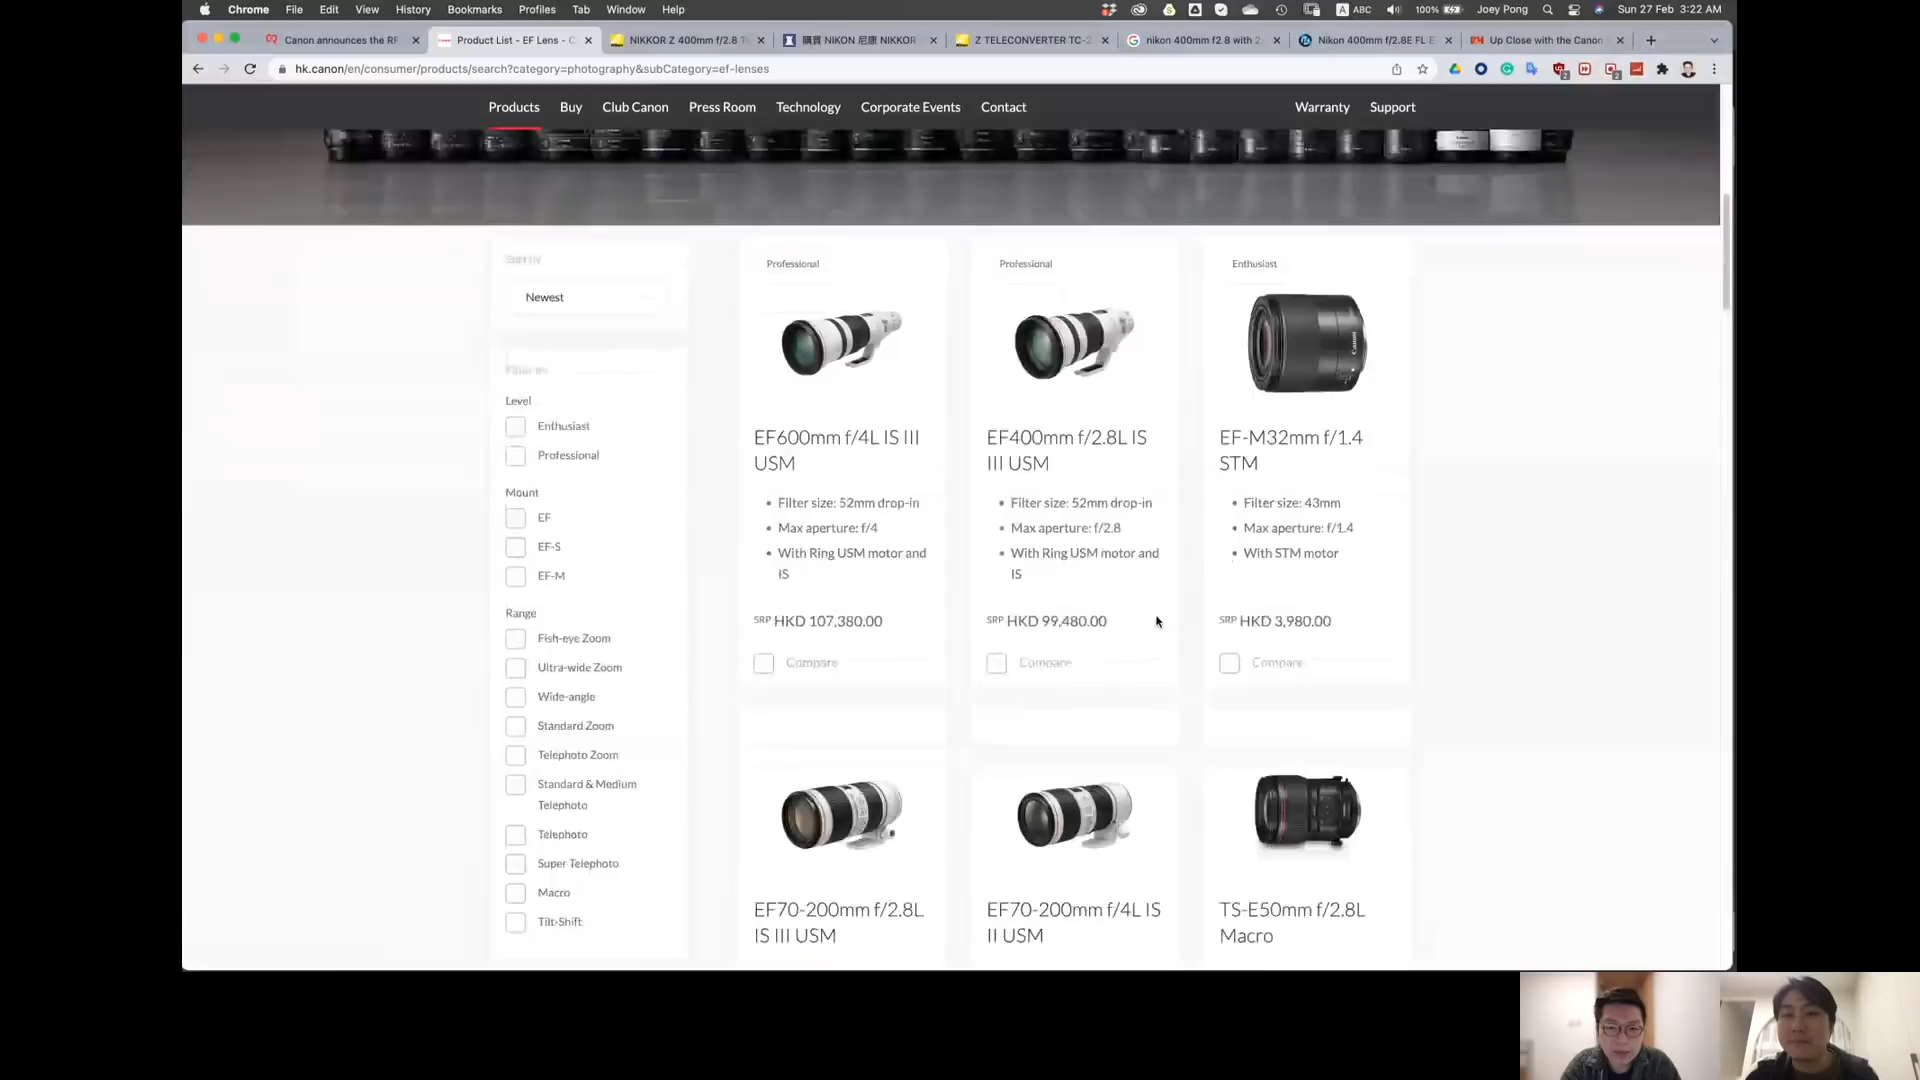 Chrome File Edit View History Bookmarks Profiles Tab Window Help
ABC 100% Joey Pong Sun 27 Feb 3:22 AM
Canon announces the RF
Product List - EF Lens - C
NIKKOR Z 400mm f/2.8 T
購買 NIKON 尼康 NIKKOR
Z TELECONVERTER TC-2
nikon 400mm f2.8 with 2
Nikon 400mm f/2.8E FL E
Up Close with the Canon
hk.canon/en/consumer/products/search?category=photography&subCategory=ef-lenses
Products Buy Club Canon Press Room Technology Corporate Events Contact Warranty Support
Sort by
Newest
Filter by
Level
Enthusiast
Professional
Mount
EF
EF-S
EF-M
Range
Fish-eye Zoom
Ultra-wide Zoom
Wide-angle
Standard Zoom
Telephoto Zoom
Standard & Medium
Telephoto
Telephoto
Super Telephoto
Macro
Tilt-Shift
Professional
EF600mm f/4L IS III
USM
• Filter size: 52mm drop-in
• Max aperture: f/4
• With Ring USM motor and
IS
SRP HKD 107,380.00
Compare
Professional
EF400mm f/2.8L IS
III USM
• Filter size: 52mm drop-in
• Max aperture: f/2.8
• With Ring USM motor and
IS
SRP HKD 99,480.00
Compare
Enthusiast
Canon
EF-M32mm f/1.4
STM
• Filter size: 43mm
• Max aperture: f/1.4
• With STM motor
SRP HKD 3,980.00
Compare
EF70-200mm f/2.8L
IS III USM
EF70-200mm f/4L IS
II USM
TS-E50mm f/2.8L
Macro